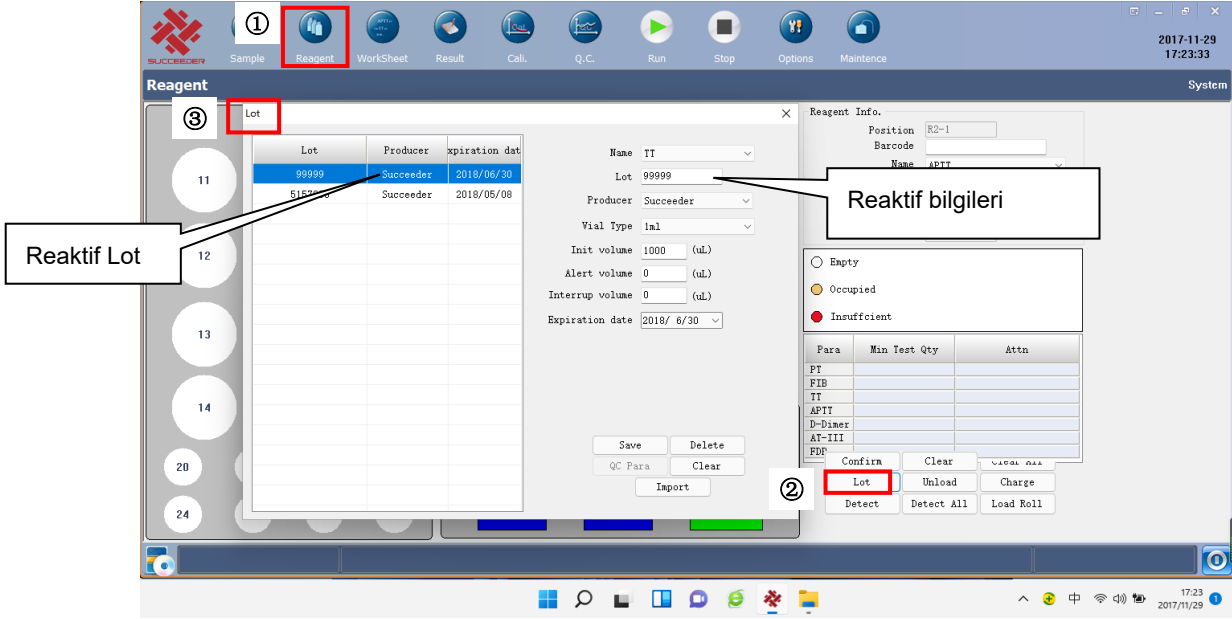 ①
SUCCEEDER
Sample
Reagent
WorkSheet
Result
Cali.
Q.C.
Run
Stop
Options
Maintence
2017-11-29
17:23:33
Reagent
System
③
Lot
Lot Producer xpiration dat
99999 Succeeder 2018/06/30
Succeeder 2018/05/08
Name TT
Lot 99999
Producer Succeeder
Vial Type 1ml
Init volume 1000 (uL)
Alert volume 0 (uL)
Interrup volume 0 (uL)
Expiration date 2018/ 6/30
Save Delete
QC Para Clear
Import
Reagent Info.
Position R2-1
Barcode
Name APTT
Reaktif bilgileri
Reaktif Lot
11
12
13
14
20
24
Empty
Occupied
Insuffcient
Para Min Test Qty Attn
PT
FIB
TT
APTT
D-Dimer
AT-III
FDP
②
Confirm Clear Clear All
Lot Unload Charge
Detect Detect All Load Roll
中
17:23
2017/11/29
1